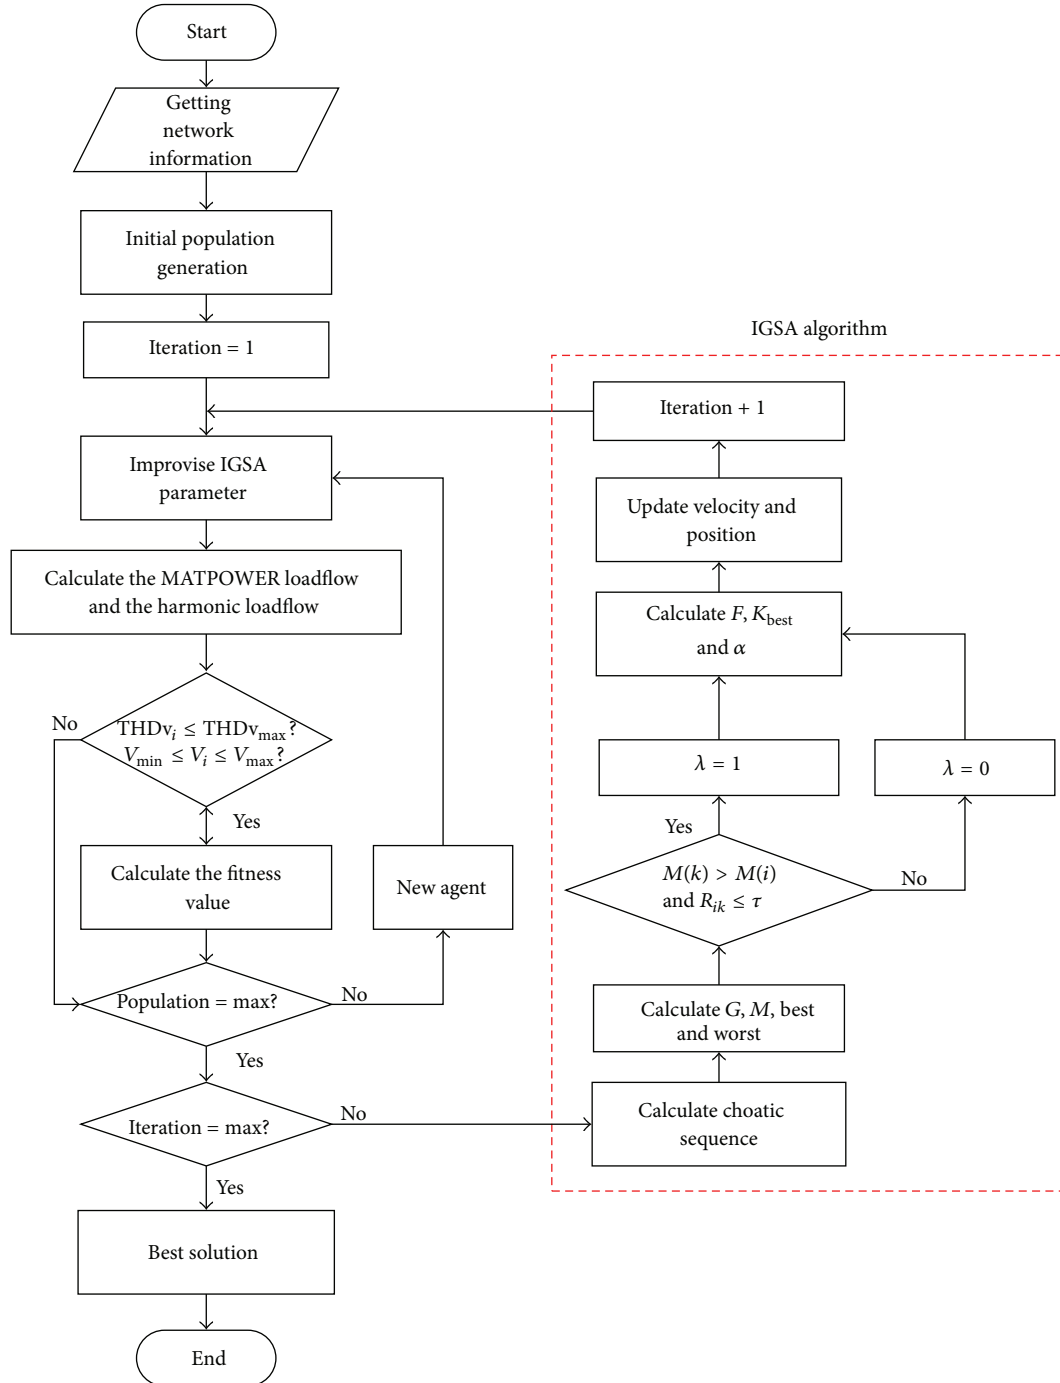 Start
Getting
network
information
Initial population
generation
Iteration = 1
Improvise IGSA
parameter
Calculate the MATPOWER loadflow
and the harmonic loadflow
No
THDv_i ≤ THDv_max?
V_min ≤ V_i ≤ V_max?
Yes
Calculate the fitness
value
New agent
Population = max?
No
Yes
Iteration = max?
No
Yes
Best solution
End
IGSA algorithm
Iteration + 1
Update velocity and
position
Calculate F, K_best
and α
λ = 1
λ = 0
Yes
M(k) > M(i)
and R_ik ≤ τ
No
Calculate G, M, best
and worst
Calculate choatic
sequence